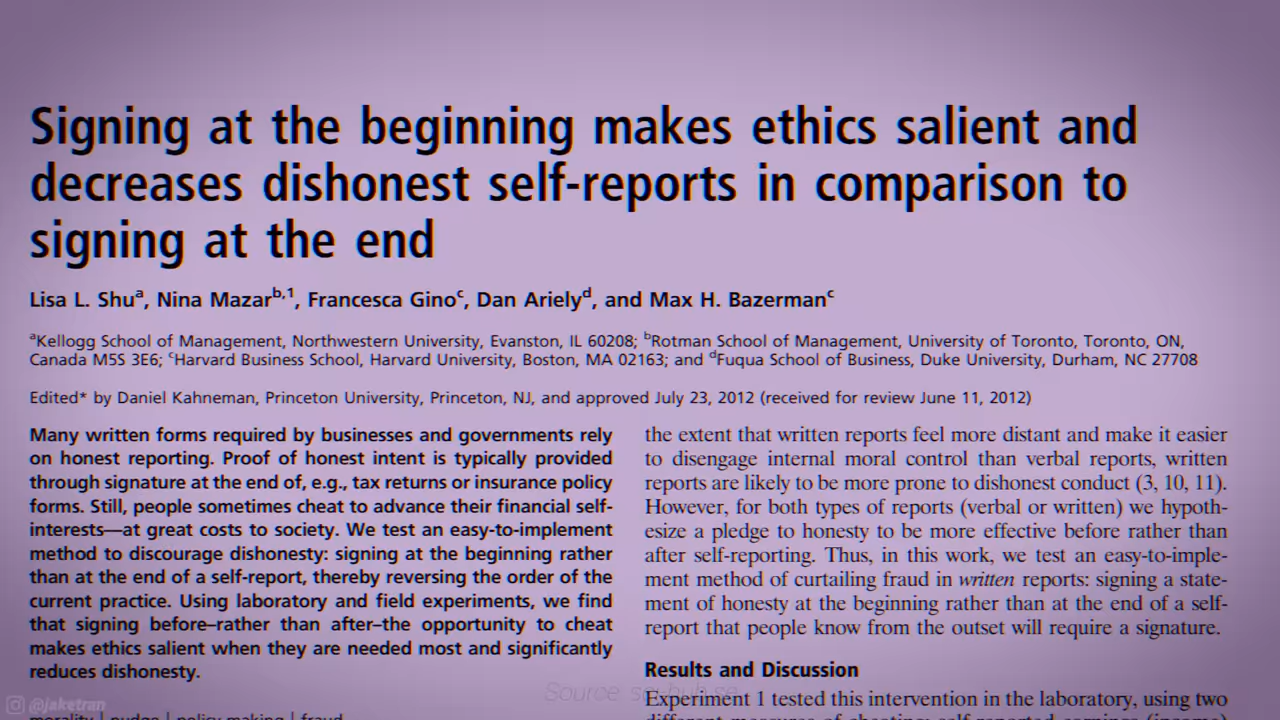 Signing at the beginning makes ethics salient and
decreases dishonest self-reports in comparison to
signing at the end
Lisa L. Shuᵃ, Nina Mazarᵇ,¹, Francesca Ginoᶜ, Dan Arielyᵈ, and Max H. Bazermanᶜ
ᵃKellogg School of Management, Northwestern University, Evanston, IL 60208; ᵇRotman School of Management, University of Toronto, Toronto, ON,
Canada M5S 3E6; ᶜHarvard Business School, Harvard University, Boston, MA 02163; and ᵈFuqua School of Business, Duke University, Durham, NC 27708
Edited* by Daniel Kahneman, Princeton University, Princeton, NJ, and approved July 23, 2012 (received for review June 11, 2012)
Many written forms required by businesses and governments rely
on honest reporting. Proof of honest intent is typically provided
through signature at the end of, e.g., tax returns or insurance policy
forms. Still, people sometimes cheat to advance their financial self-
interests—at great costs to society. We test an easy-to-implement
method to discourage dishonesty: signing at the beginning rather
than at the end of a self-report, thereby reversing the order of the
current practice. Using laboratory and field experiments, we find
that signing before–rather than after–the opportunity to cheat
makes ethics salient when they are needed most and significantly
reduces dishonesty.
morality | nudge | policy-making | fraud
the extent that written reports feel more distant and make it easier
to disengage internal moral control than verbal reports, written
reports are likely to be more prone to dishonest conduct (3, 10, 11).
However, for both types of reports (verbal or written) we hypoth-
esize a pledge to honesty to be more effective before rather than
after self-reporting. Thus, in this work, we test an easy-to-imple-
ment method of curtailing fraud in written reports: signing a state-
ment of honesty at the beginning rather than at the end of a self-
report that people know from the outset will require a signature.
Results and Discussion
Experiment 1 tested this intervention in the laboratory, using two
different measures of cheating: self-reported earnings (income)
Source: sci-hub.se
@jaketran